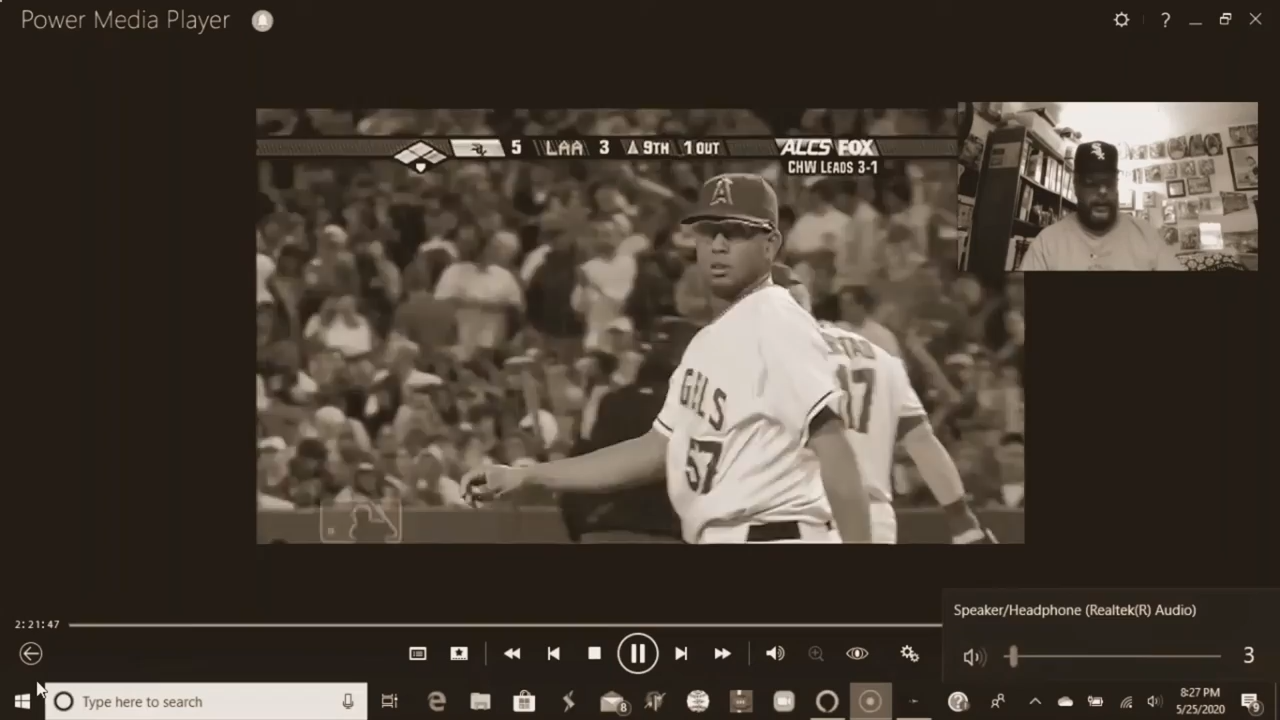 Power Media Player
5 LAA 3 9TH 1 OUT ALCS FOX
CHW LEADS 3-1
A
GELS
57
STAD
17
2:21:47
Speaker/Headphone (Realtek(R) Audio)
3
Type here to search
8
8:27 PM
5/25/2020
9